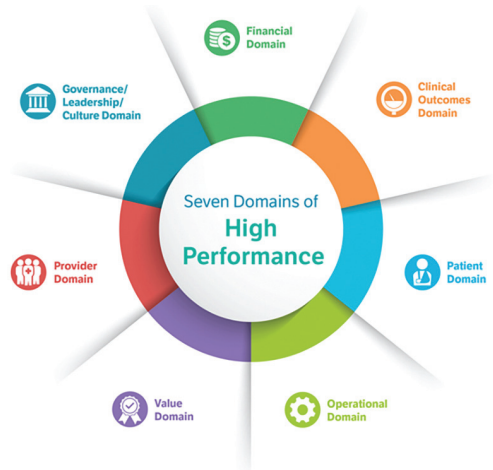 Financial
Domain
Clinical
Outcomes
Domain
Governance/
Leadership/
Culture Domain
Seven Domains of
High
Performance
Provider
Domain
Patient
Domain
Value
Domain
Operational
Domain